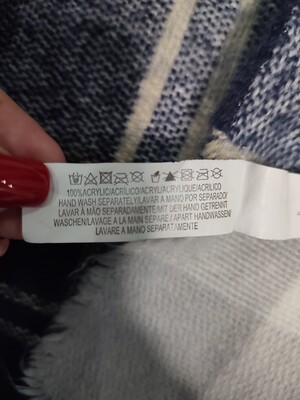 100%ACRYLIC/ACRÍLICO/ACRYL/ACRYLIQUE/ACRILICO
HAND WASH SEPARATELY/LAVAR A MANO POR SEPARADO/
LAVAR À MÃO SEPARADAMENTE/MIT DER HAND GETRENNT
WASCHEN/LAVAGE A LA MAIN SEPARE/APART HANDWASSEN/
LAVARE A MANO SEPARATAMENTE